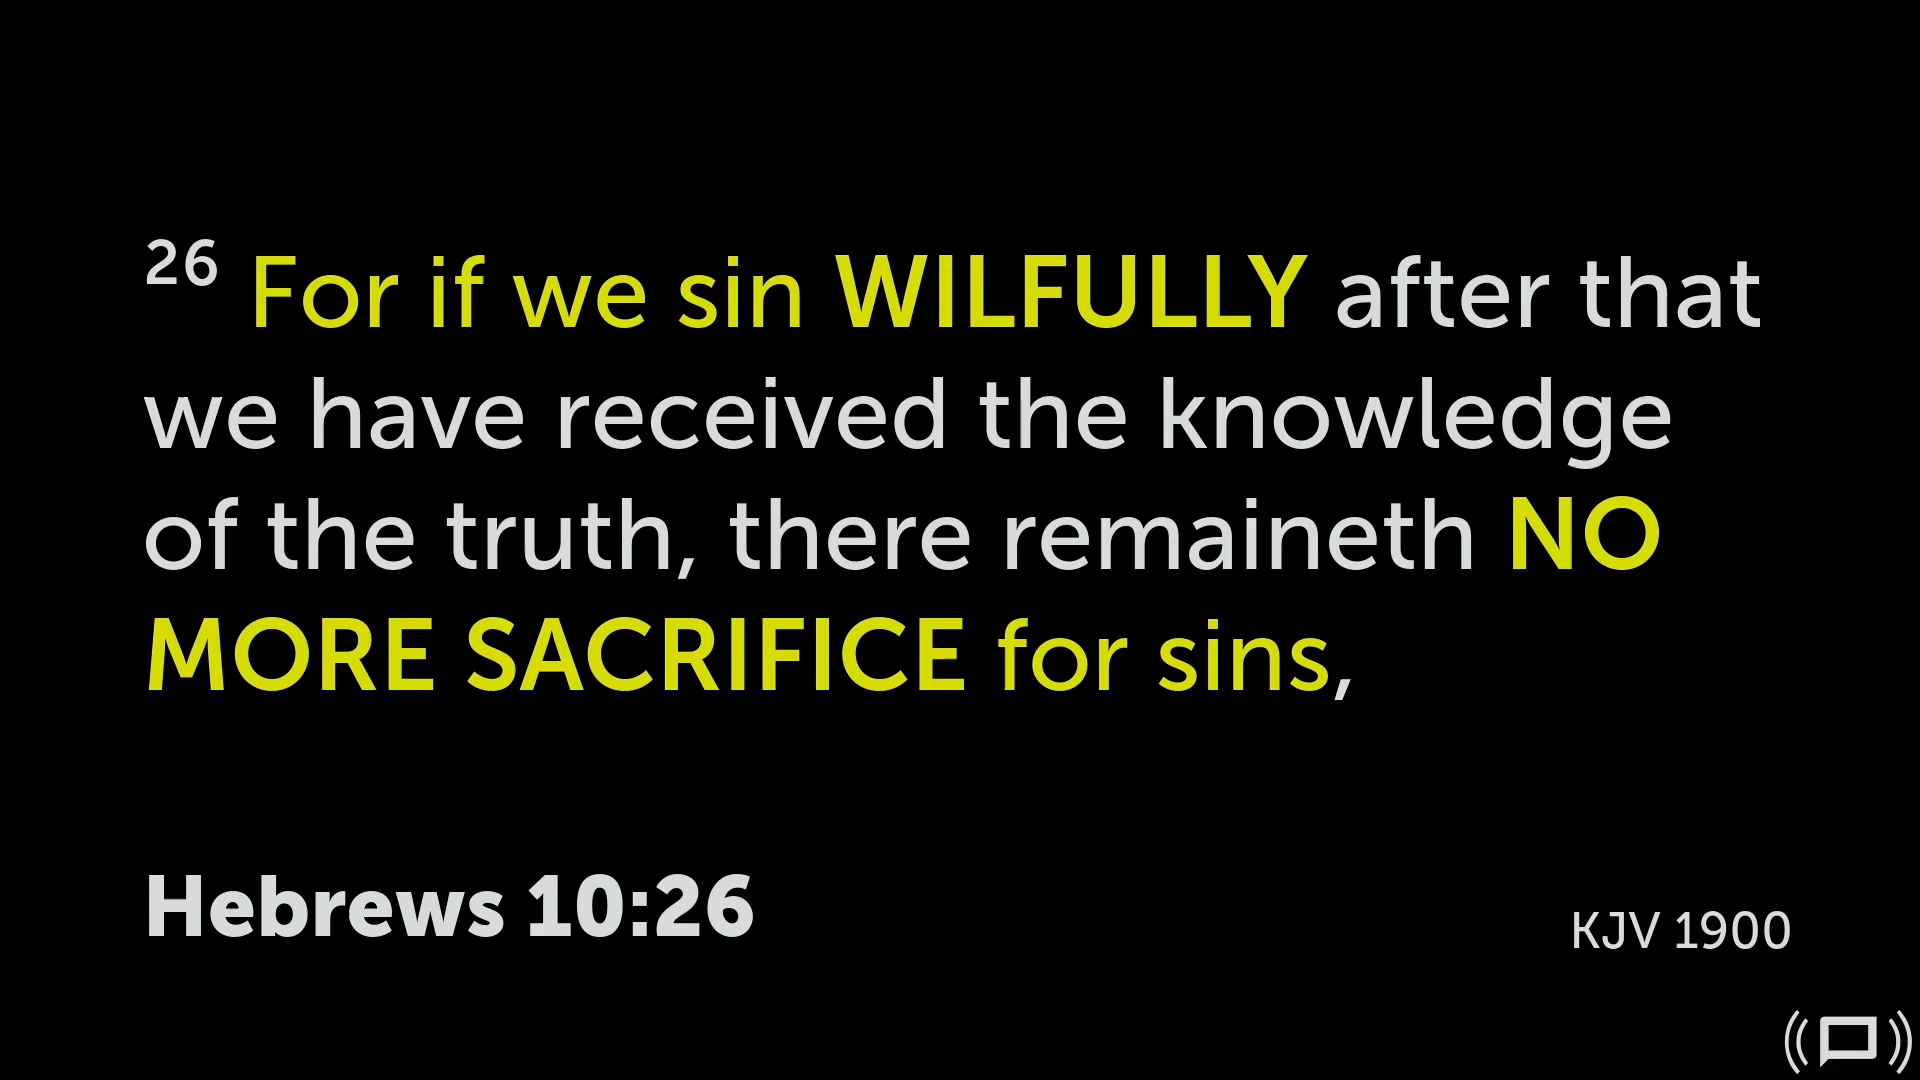 26 For if we sin WILFULLY after that
we have received the knowledge
of the truth, there remaineth NO
MORE SACRIFICE for sins,
Hebrews 10:26
KJV 1900